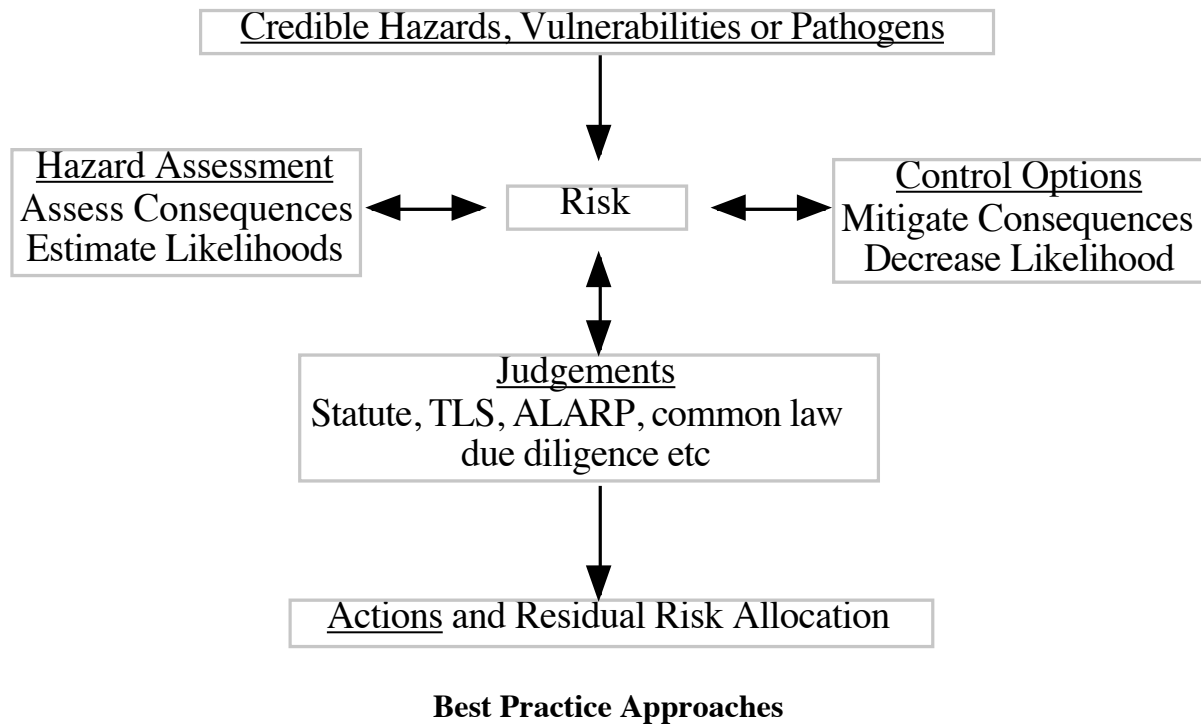 Credible Hazards, Vulnerabilities or Pathogens
Hazard Assessment
Assess Consequences
Estimate Likelihoods
Risk
Control Options
Mitigate Consequences
Decrease Likelihood
Judgements
Statute, TLS, ALARP, common law
due diligence etc
Actions and Residual Risk Allocation
Best Practice Approaches